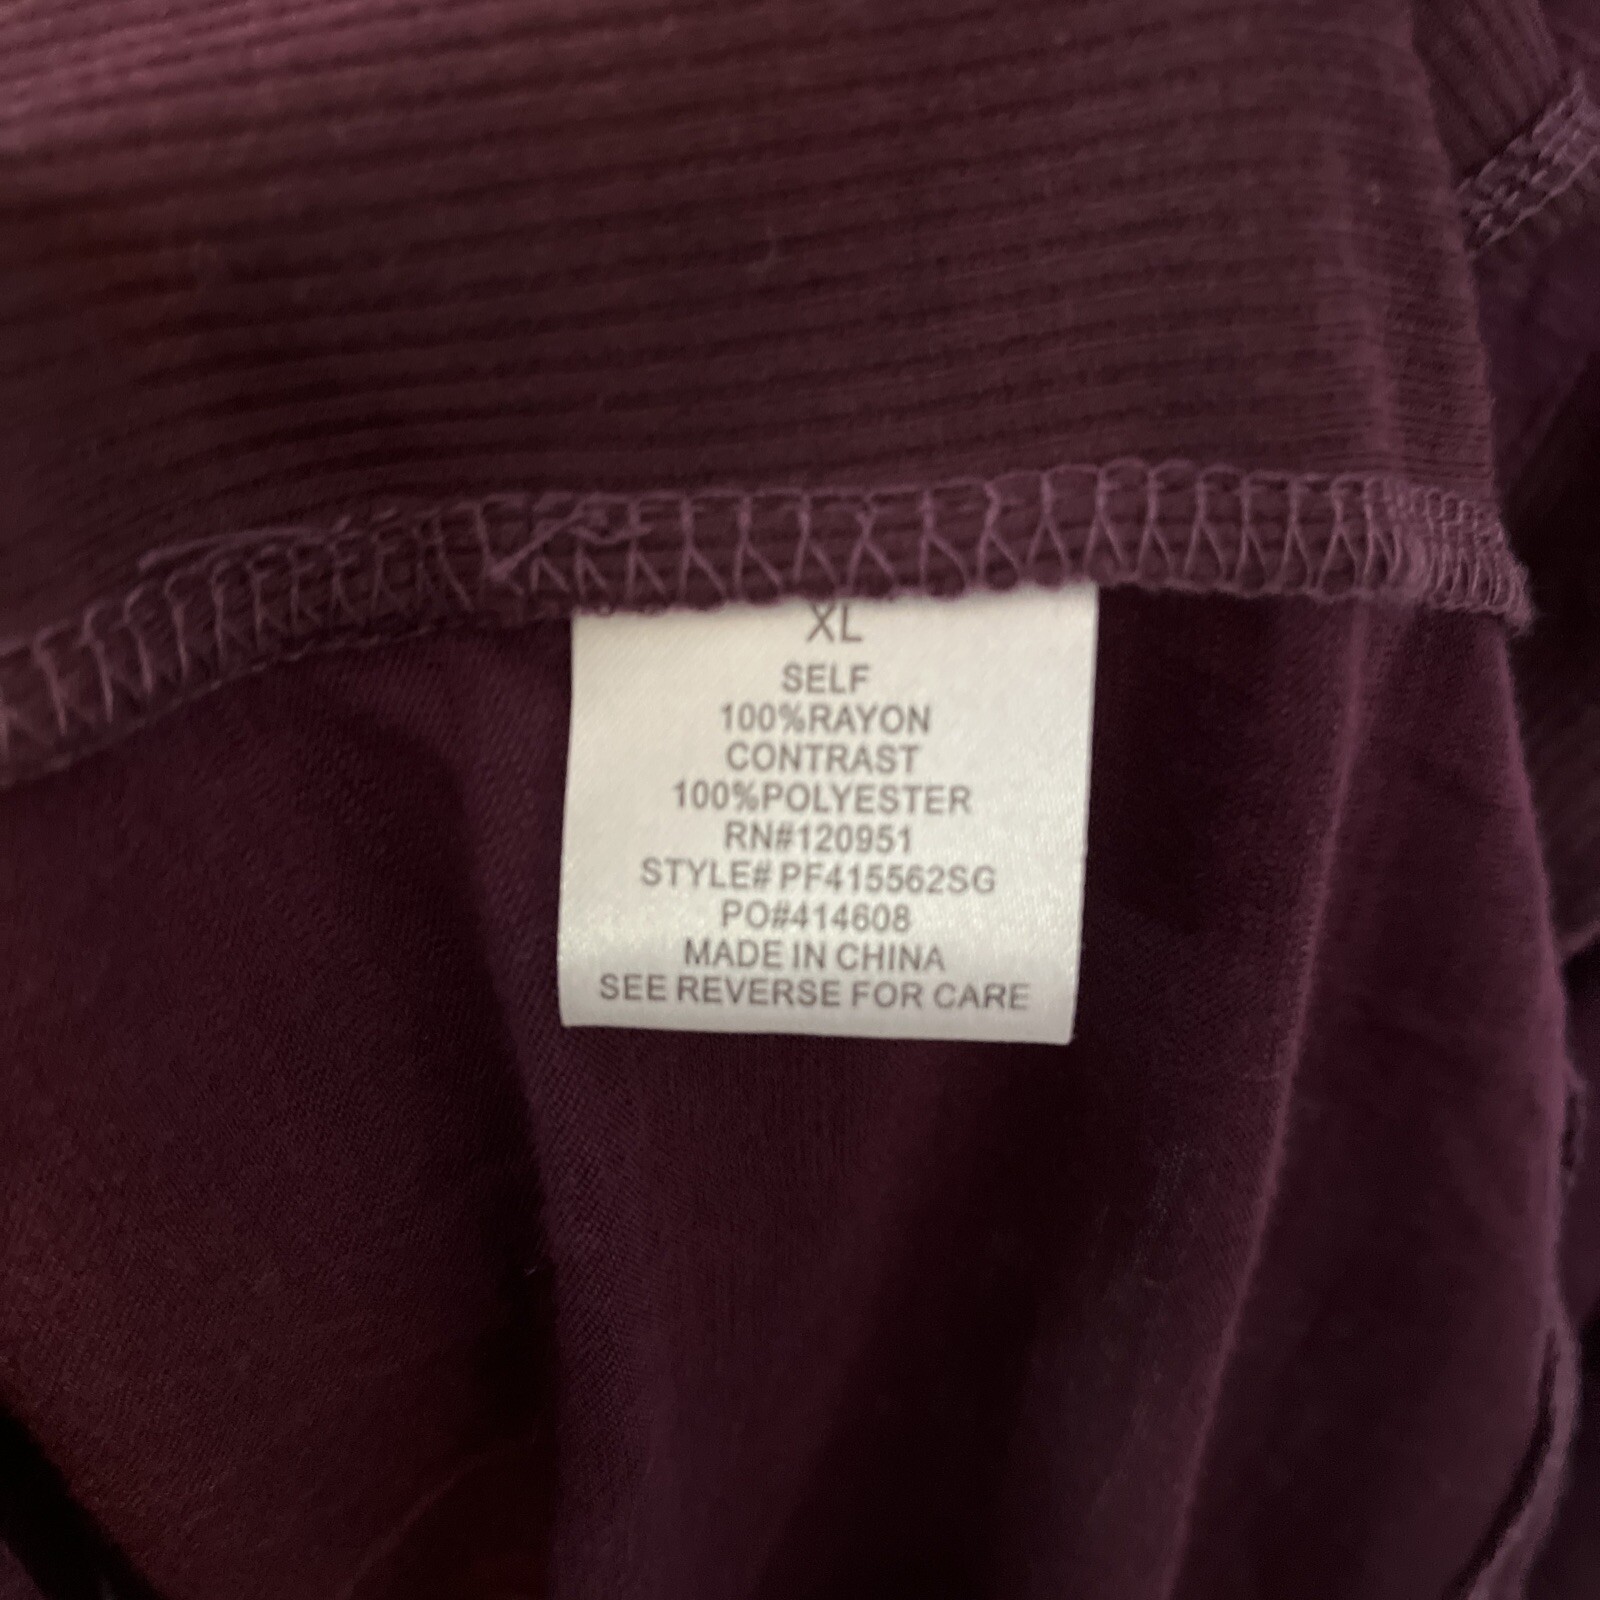 XL
SELF
100%RAYON
CONTRAST
100%POLYESTER
RN#120951
STYLE# PF415562SG
PO#414608
MADE IN CHINA
SEE REVERSE FOR CARE